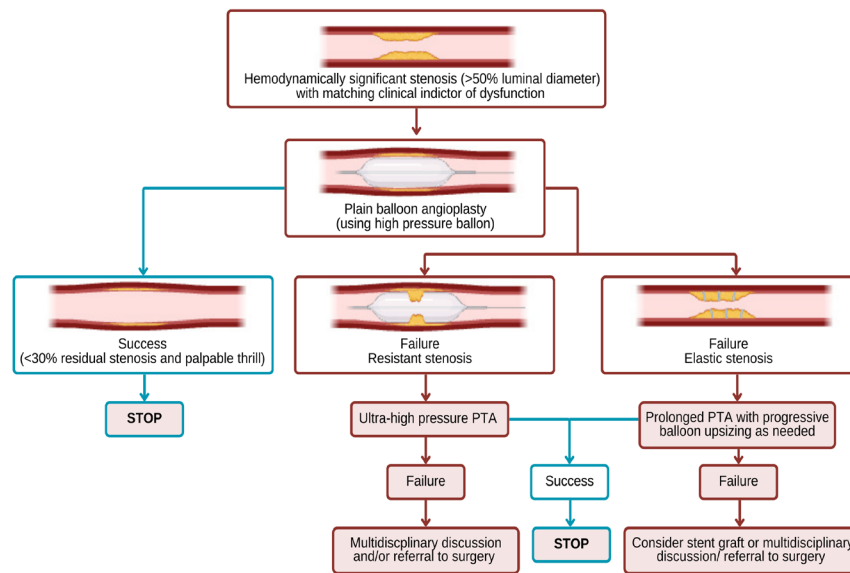 Hemodynamically significant stenosis (>50% luminal diameter)
with matching clinical indictor of dysfunction
Plain balloon angioplasty
(using high pressure ballon)
Success
(<30% residual stenosis and palpable thrill)
Failure
Resistant stenosis
Failure
Elastic stenosis
STOP
Ultra-high pressure PTA
Prolonged PTA with progressive
balloon upsizing as needed
Failure
Success
Failure
Multidiscplinary discussion
and/or referral to surgery
STOP
Consider stent graft or multidisciplinary
discussion/ referral to surgery